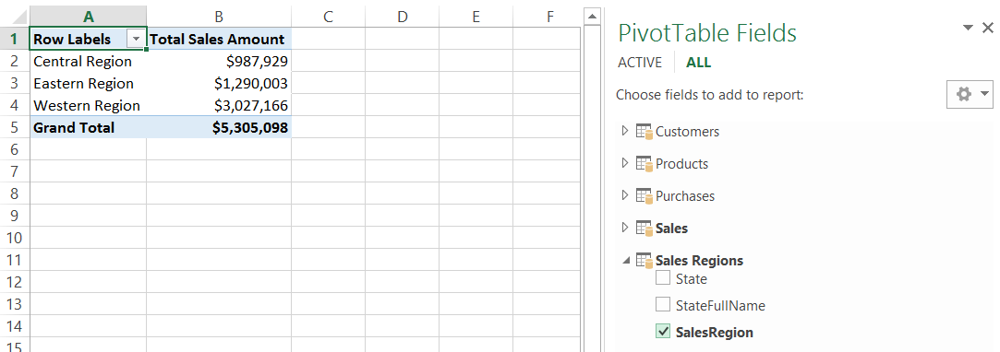 A B C D E F
1 Row Labels Total Sales Amount
2 Central Region $987,929
3 Eastern Region $1,290,003
4 Western Region $3,027,166
5 Grand Total $5,305,098
6
7
8
9
10
11
12
13
14
15
PivotTable Fields
ACTIVE ALL
Choose fields to add to report:
Customers
Products
Purchases
Sales
Sales Regions
State
StateFullName
SalesRegion